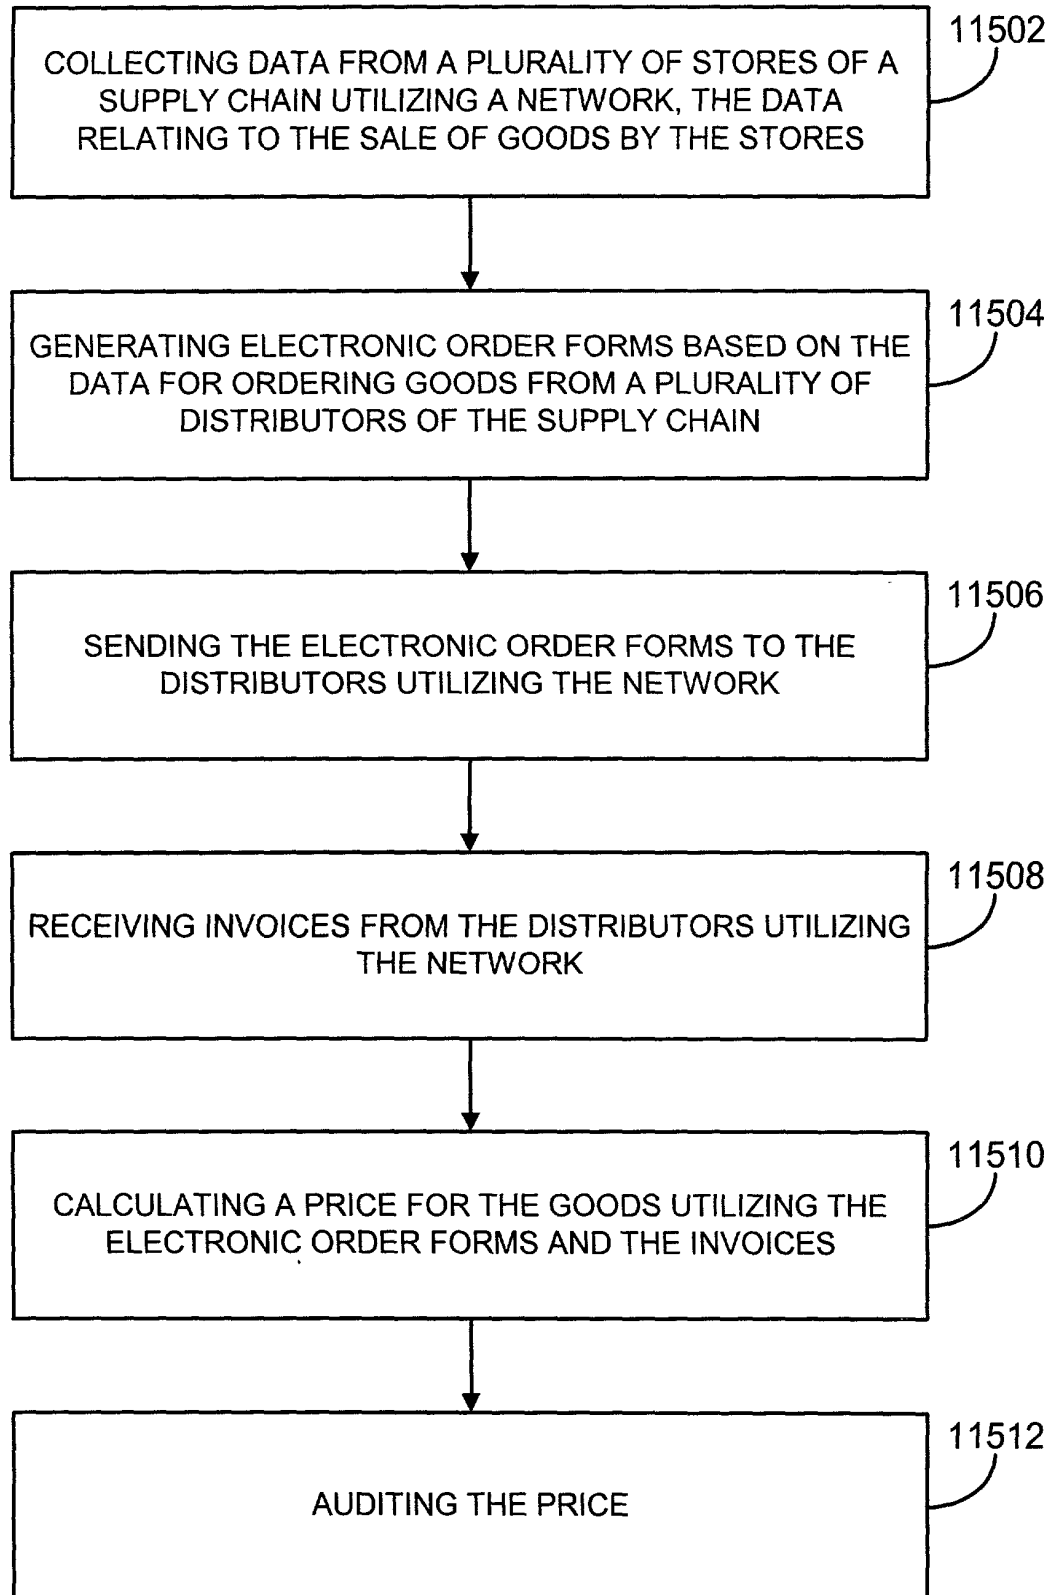 11502
COLLECTING DATA FROM A PLURALITY OF STORES OF A
SUPPLY CHAIN UTILIZING A NETWORK, THE DATA
RELATING TO THE SALE OF GOODS BY THE STORES
11504
GENERATING ELECTRONIC ORDER FORMS BASED ON THE
DATA FOR ORDERING GOODS FROM A PLURALITY OF
DISTRIBUTORS OF THE SUPPLY CHAIN
11506
SENDING THE ELECTRONIC ORDER FORMS TO THE
DISTRIBUTORS UTILIZING THE NETWORK
11508
RECEIVING INVOICES FROM THE DISTRIBUTORS UTILIZING
THE NETWORK
11510
CALCULATING A PRICE FOR THE GOODS UTILIZING THE
ELECTRONIC ORDER FORMS AND THE INVOICES
11512
AUDITING THE PRICE